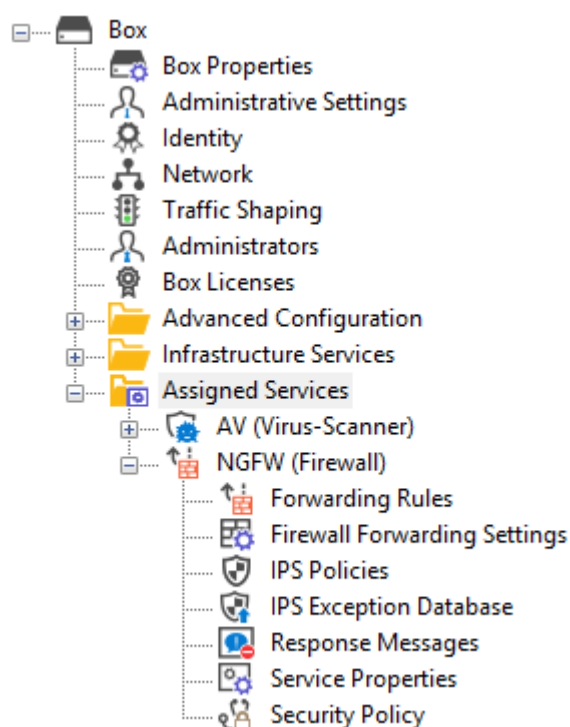 Box
Box Properties
Administrative Settings
Identity
Network
Traffic Shaping
Administrators
Box Licenses
Advanced Configuration
Infrastructure Services
Assigned Services
AV (Virus-Scanner)
NGFW (Firewall)
Forwarding Rules
Firewall Forwarding Settings
IPS Policies
IPS Exception Database
Response Messages
Service Properties
Security Policy